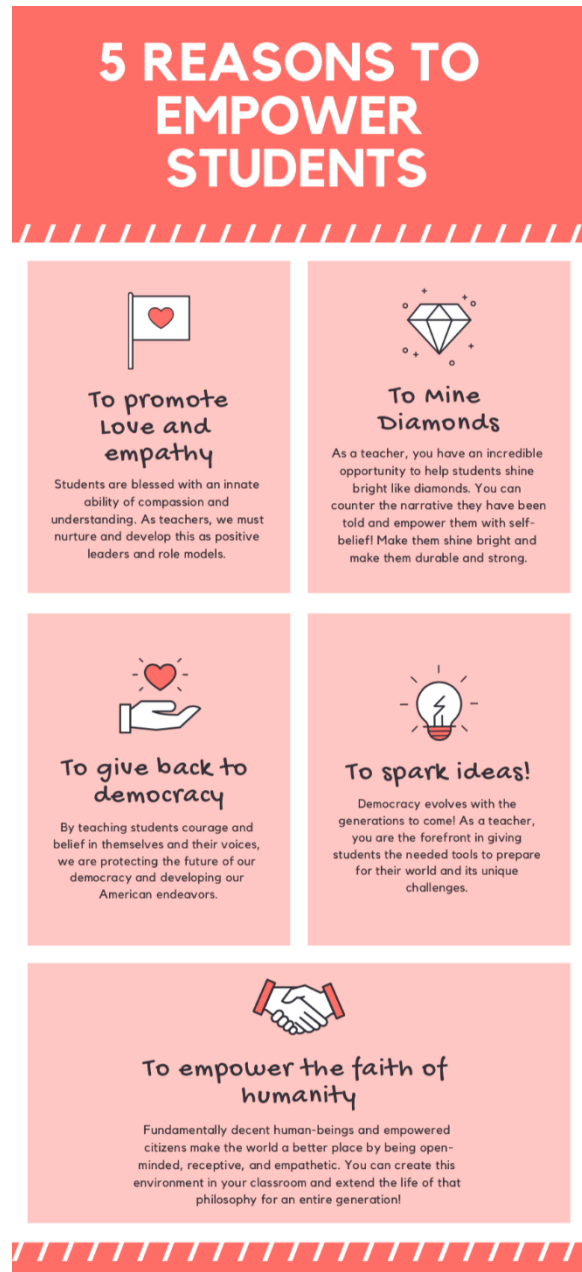 5 REASONS TO
EMPOWER
STUDENTS
To promote
Love and
empathy
Students are blessed with an innate
ability of compassion and
understanding. As teachers, we must
nurture and develop this as positive
leaders and role models.
To Mine
Diamonds
As a teacher, you have an incredible
opportunity to help students shine
bright like diamonds. You can
counter the narrative they have been
told and empower them with self-
belief! Make them shine bright and
make them durable and strong.
To give back to
democracy
By teaching students courage and
belief in themselves and their voices,
we are protecting the future of our
democracy and developing our
American endeavors.
To spark ideas!
Democracy evolves with the
generations to come! As a teacher,
you are the forefront in giving
students the needed tools to prepare
for their world and its unique
challenges.
To empower the faith of
humanity
Fundamentally decent human-beings and empowered
citizens make the world a better place by being open-
minded, receptive, and empathetic. You can create this
environment in your classroom and extend the life of that
philosophy for an entire generation!